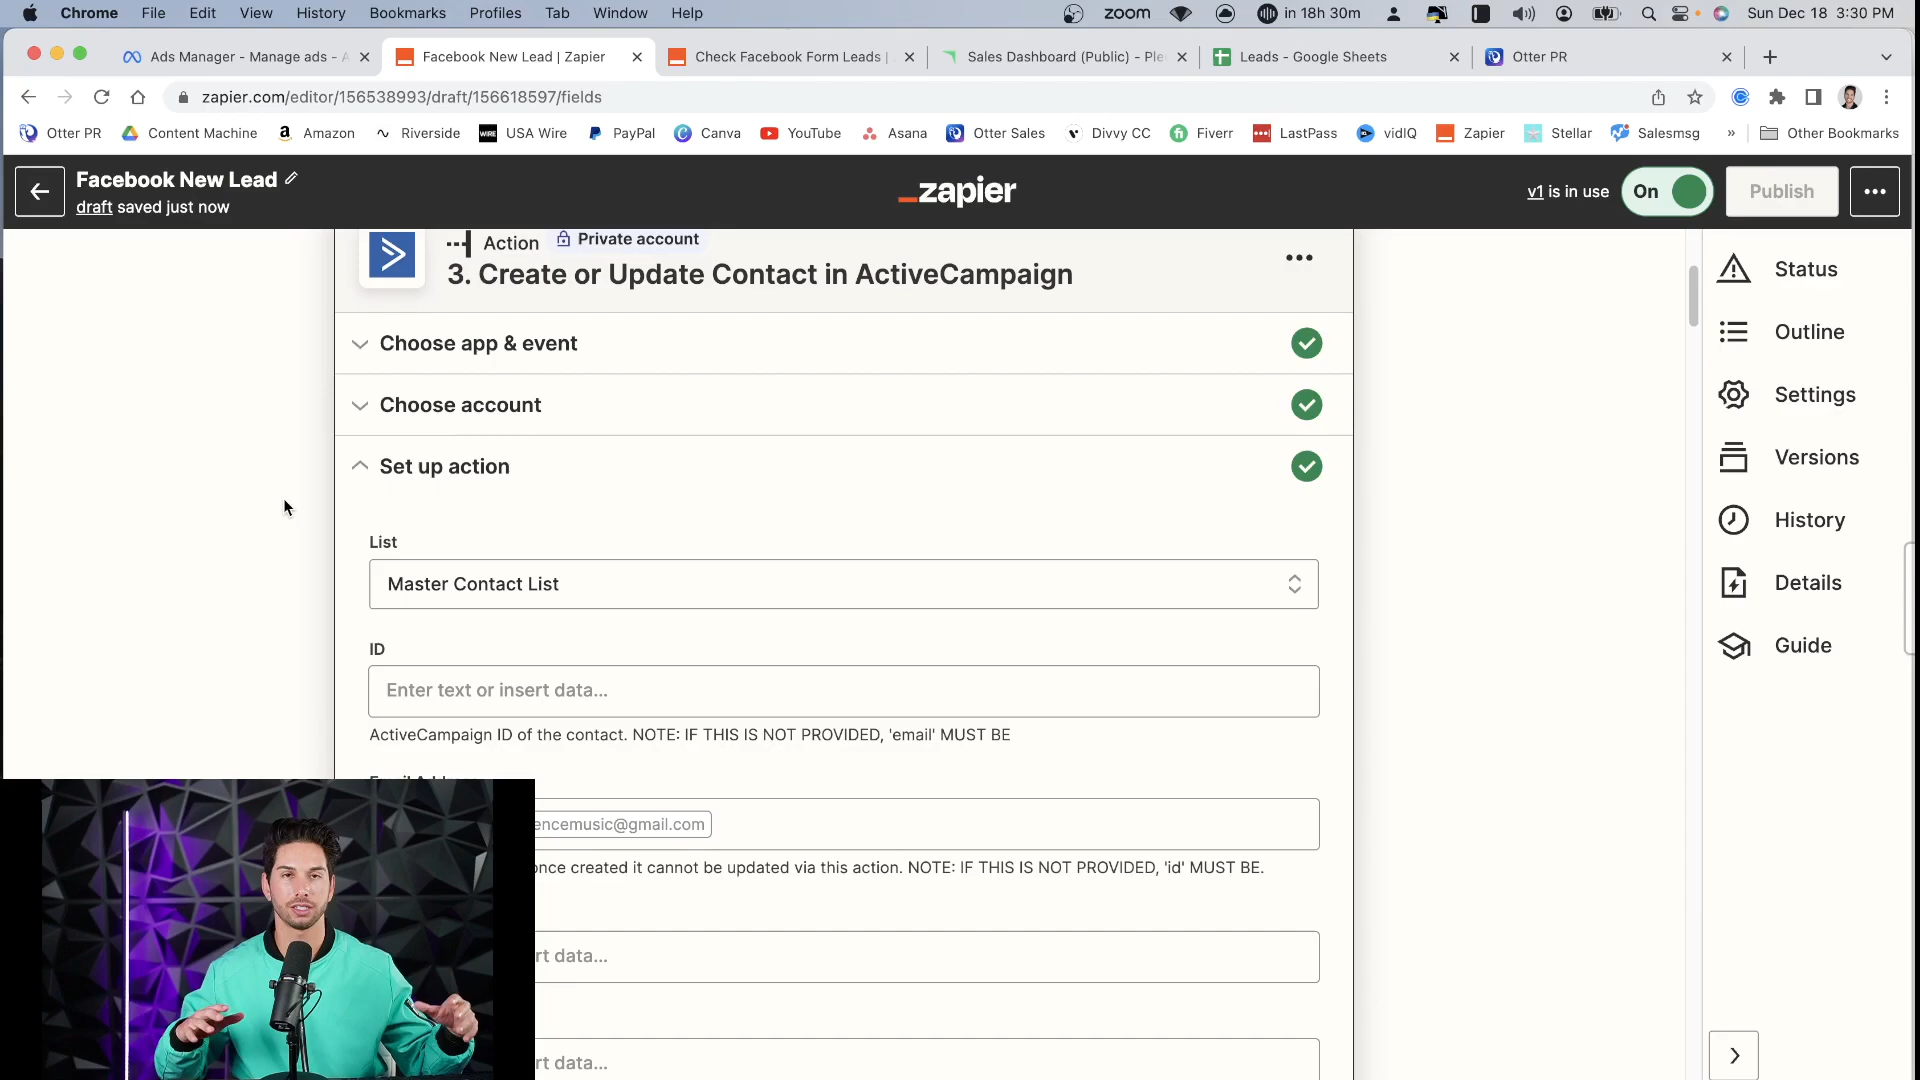 Chrome File Edit View History Bookmarks Profiles Tab Window Help zoom in 18h 30m Sun Dec 18 3:30 PM
Ads Manager - Manage ads - A Facebook New Lead | Zapier Check Facebook Form Leads | Sales Dashboard (Public) - Ple Leads - Google Sheets Otter PR
zapier.com/editor/156538993/draft/156618597/fields
Otter PR Content Machine Amazon Riverside USA Wire PayPal Canva YouTube Asana Otter Sales Divvy CC Fiverr LastPass vidIQ Zapier Stellar Salesmsg » Other Bookmarks
Facebook New Lead
draft saved just now
_zapier
v1 is in use On Publish
Action Private account
3. Create or Update Contact in ActiveCampaign
Choose app & event
Choose account
Set up action
List
Master Contact List
ID
Enter text or insert data...
ActiveCampaign ID of the contact. NOTE: IF THIS IS NOT PROVIDED, 'email' MUST BE
encemusic@gmail.com
once created it cannot be updated via this action. NOTE: IF THIS IS NOT PROVIDED, 'id' MUST BE.
rt data...
rt data...
Status
Outline
Settings
Versions
History
Details
Guide